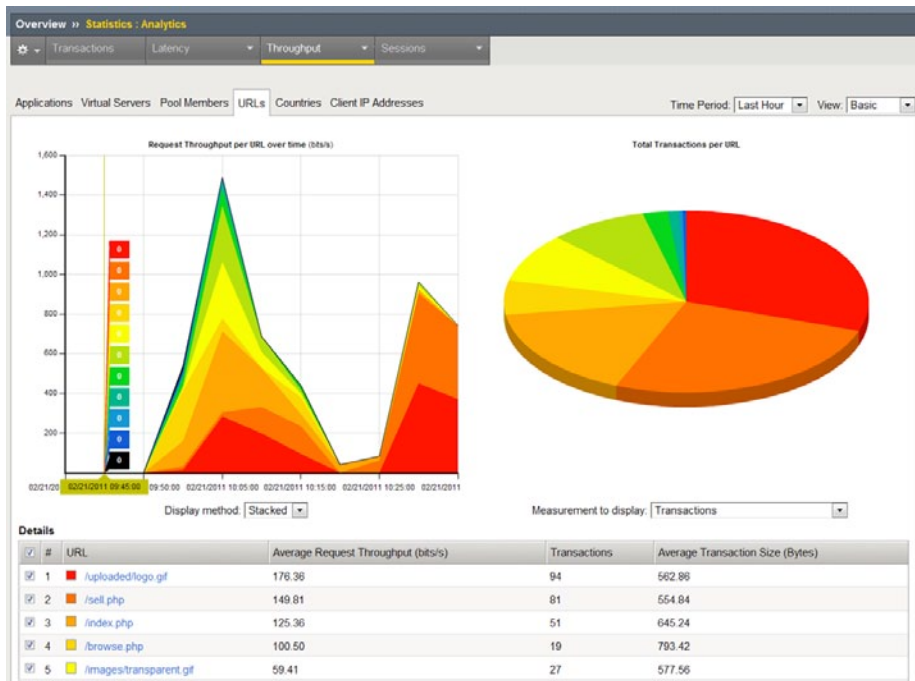 Overview » Statistics : Analytics
Transactions Latency Throughput Sessions
Applications Virtual Servers Pool Members URLs Countries Client IP Addresses
Time Period: Last Hour View: Basic
Request Throughput per URL over time (bits/s)
Total Transactions per URL
1,600
1,400
1,200
1,000
800
600
400
200
0
0
0
0
0
0
0
0
0
0
0
02/21/20 02/21/2011 09:45:00 09:50:00 02/21/2011 10:05:00 02/21/2011 10:15:00 02/21/2011 10:25:00 02/21/2011
Display method: Stacked
Measurement to display: Transactions
Details
# URL Average Request Throughput (bits/s) Transactions Average Transaction Size (Bytes)
1 /uploaded/logo.gif 176.36 94 562.86
2 /sell.php 149.81 81 554.84
3 /index.php 125.36 51 645.24
4 /browse.php 100.50 19 793.42
5 /images/transparent.gif 59.41 27 577.56